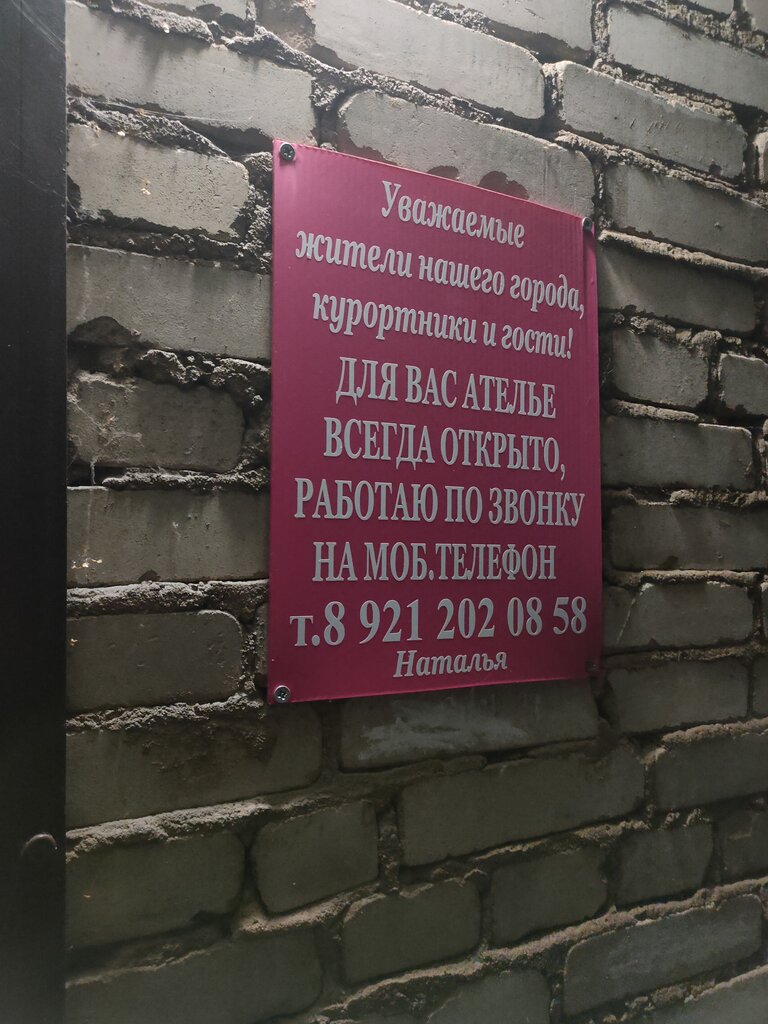 Уважаемые
жители нашего города,
курортники и гости!
ДЛЯ ВАС АТЕЛЬЕ
ВСЕГДА ОТКРЫТО,
РАБОТАЮ ПО ЗВОНКУ
НА МОБ.ТЕЛЕФОН
т.8 921 202 08 58
Наталья